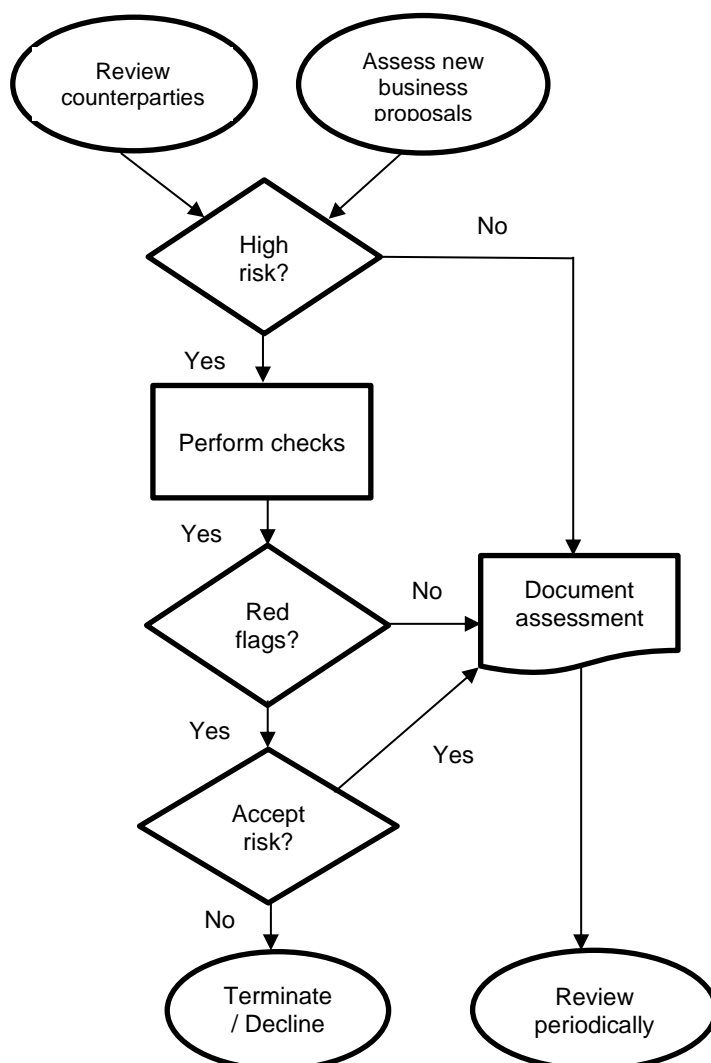 Review
counterparties
Assess new
business
proposals
High
risk?
No
Yes
Perform checks
Yes
Red
flags?
No
Document
assessment
Yes
Yes
Accept
risk?
No
Terminate
/ Decline
Review
periodically